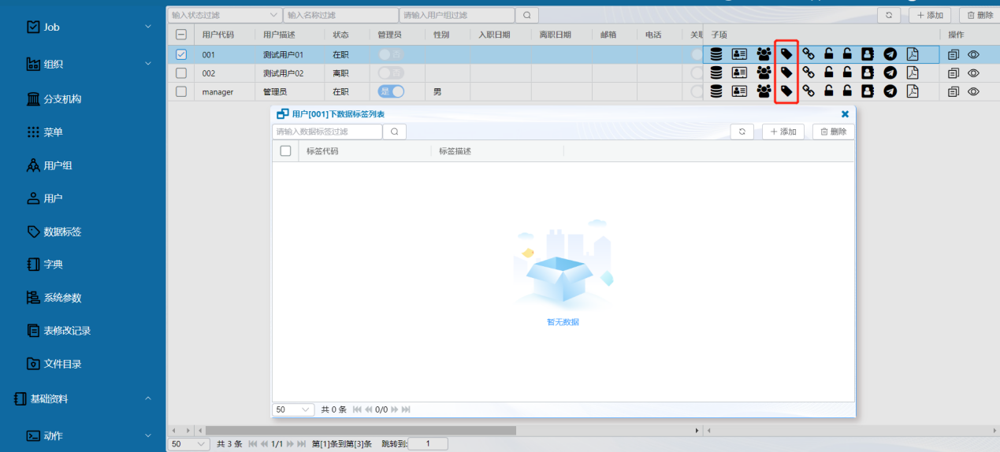 Job
组织
分支机构
菜单
用户组
用户
数据标签
字典
系统参数
表修改记录
文件目录
基础资料
动作
输入状态过滤 输入名称过滤 请输入用户组过滤 添加 删除
用户代码 用户描述 状态 管理员 性别 入职日期 离职日期 邮箱 电话 子项 操作
001 测试用户01 在职 否
002 测试用户02 离职 否
manager 管理员 在职 是 男
用户[001]下数据标签列表
请输入数据标签过滤 添加 删除
标签代码 标签描述
暂无数据
50 共 0 条 0/0
50 共 3 条 1/1 第[1]条到第[3]条 跳转到: 1